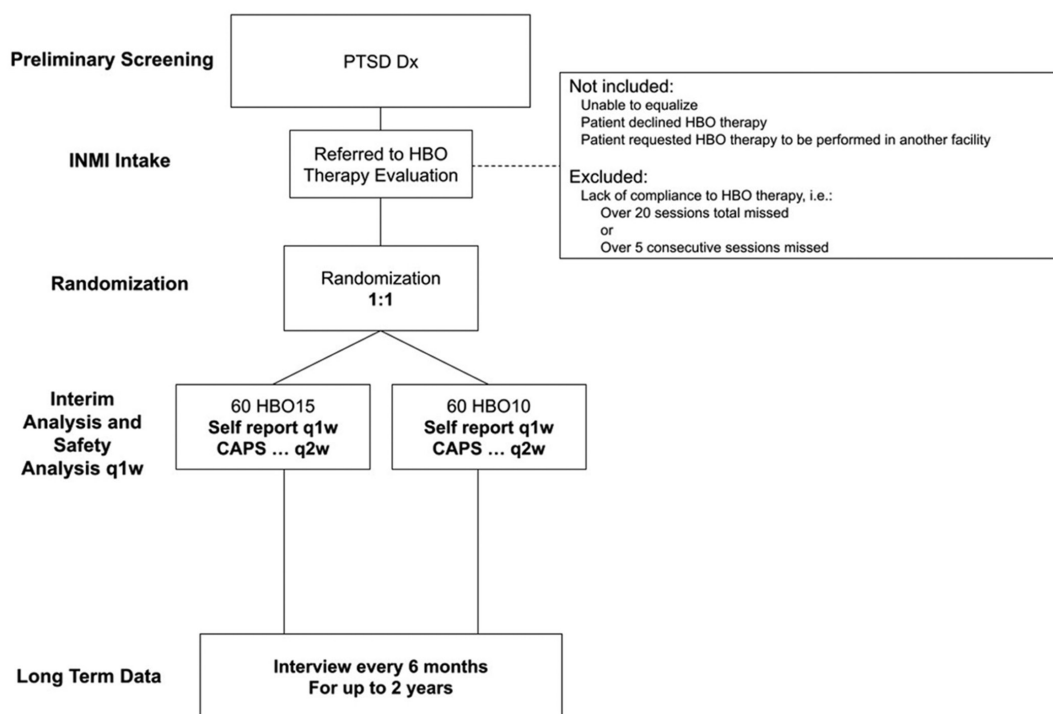 Preliminary Screening
PTSD Dx
Not included:
Unable to equalize
Patient declined HBO therapy
Patient requested HBO therapy to be performed in another facility
Excluded:
Lack of compliance to HBO therapy, i.e.:
Over 20 sessions total missed
or
Over 5 consecutive sessions missed
INMI Intake
Referred to HBO
Therapy Evaluation
Randomization
Randomization
1:1
Interim
Analysis and
Safety
Analysis q1w
60 HBO15
Self report q1w
CAPS ... q2w
60 HBO10
Self report q1w
CAPS ... q2w
Long Term Data
Interview every 6 months
For up to 2 years